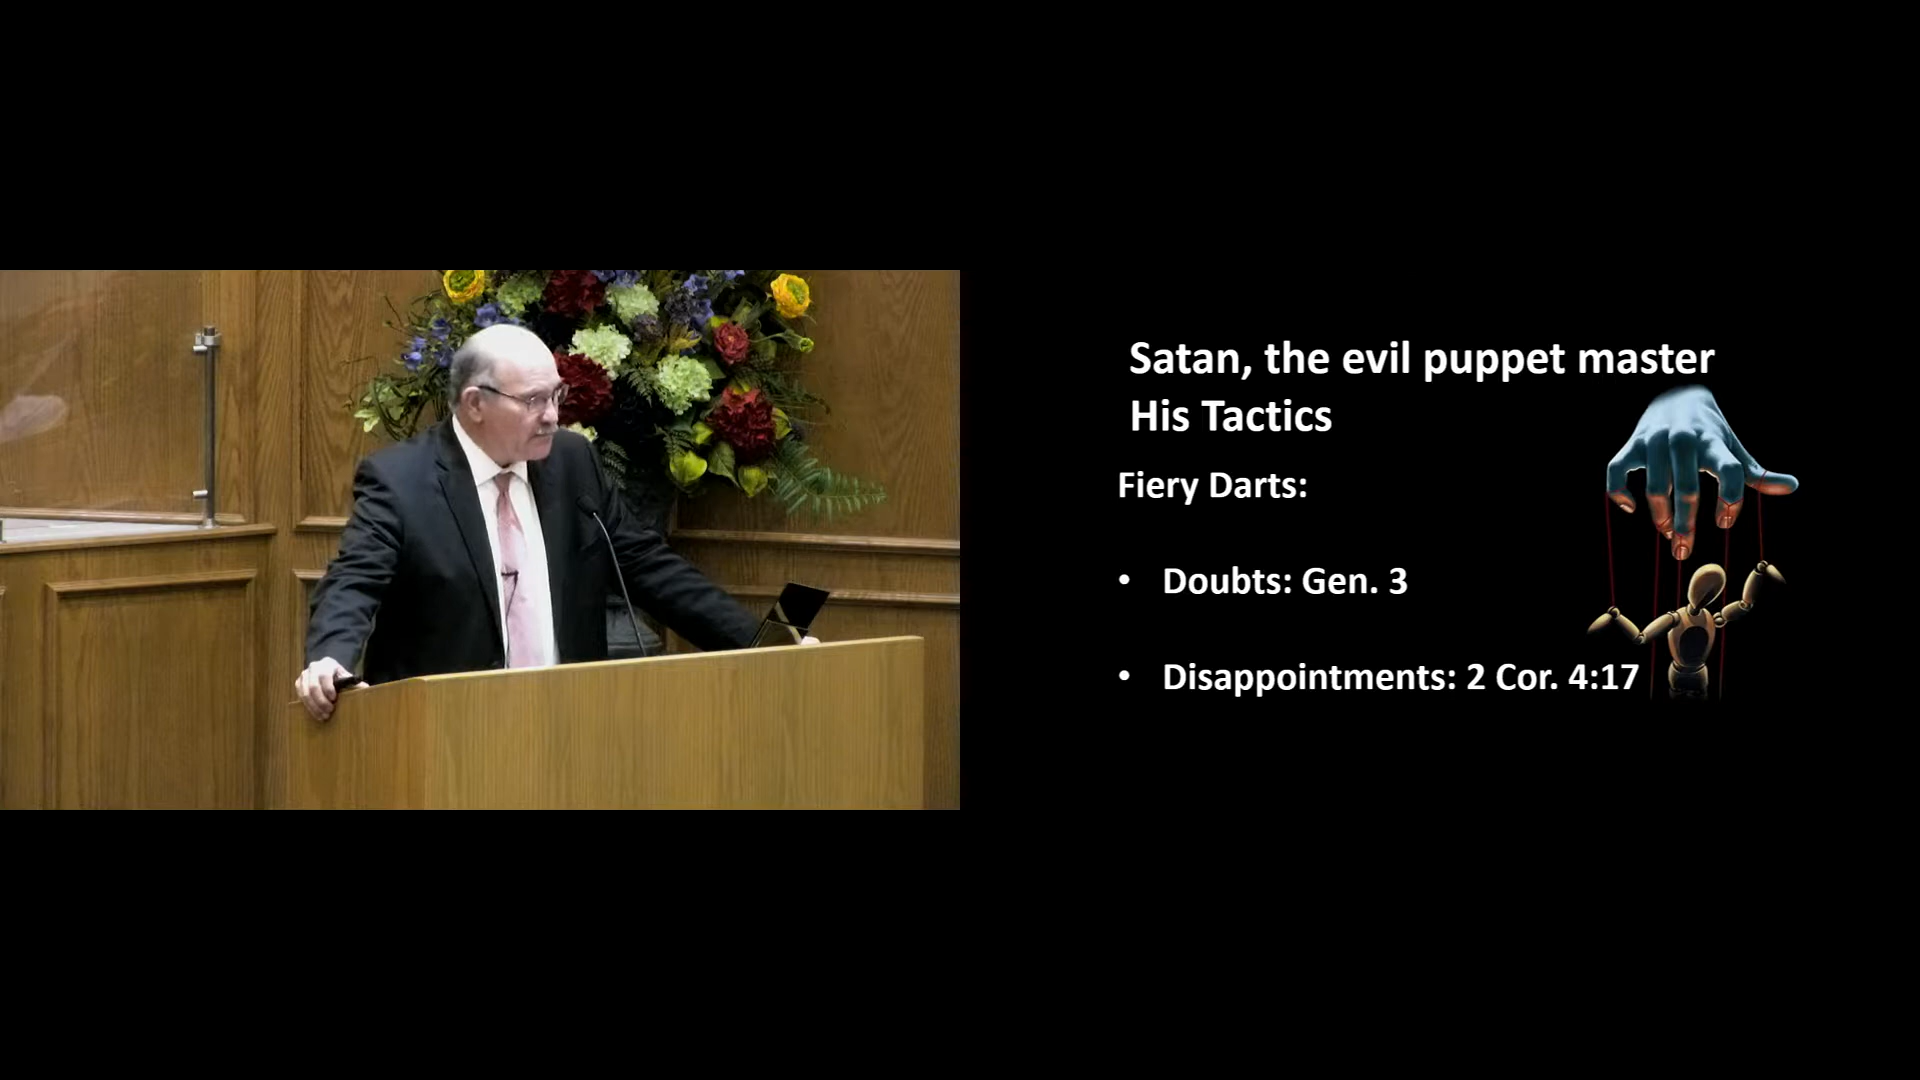 Satan, the evil puppet master
His Tactics
Fiery Darts:
• Doubts: Gen. 3
• Disappointments: 2 Cor. 4:17